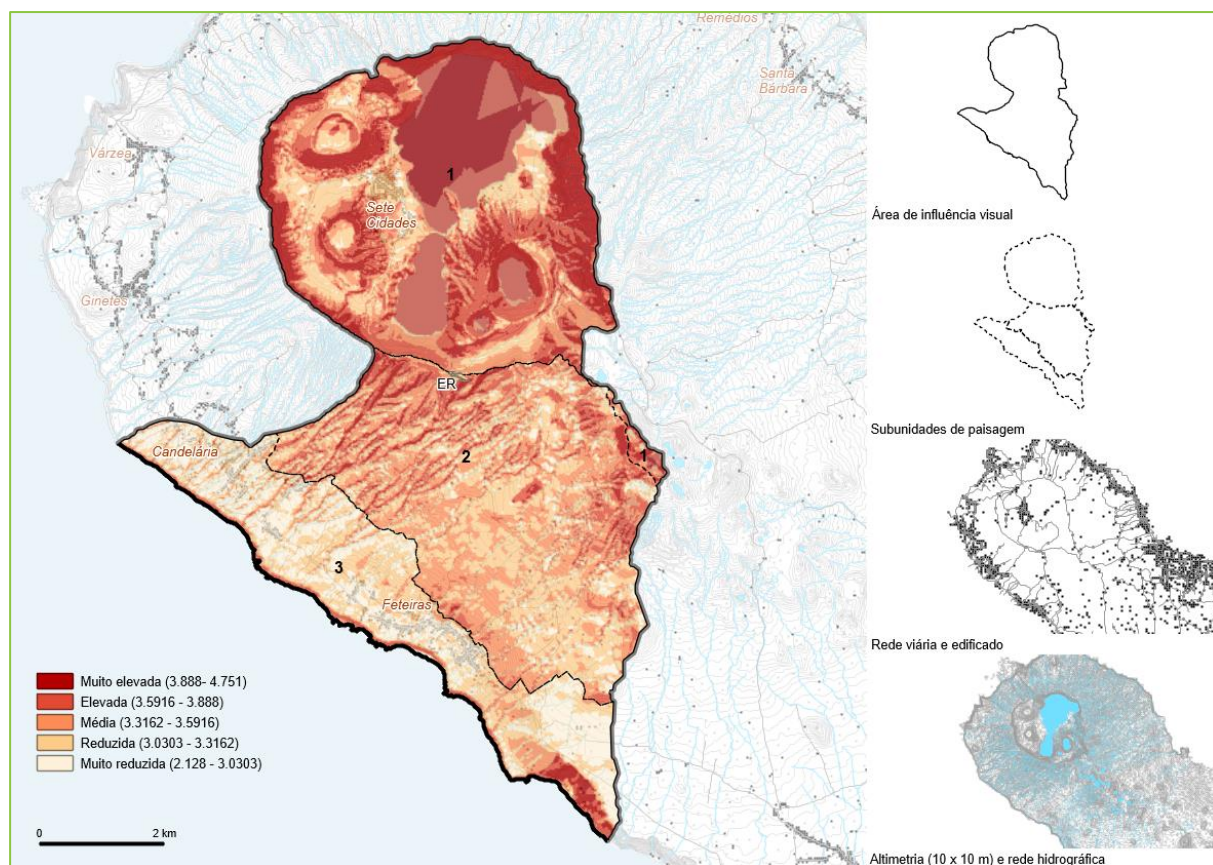 Remédios
Santa
Bárbara
Várzea
1
Sete
Cidades
Ginetes
ER
Candelária
2
1
3
Feteiras
Muito elevada (3.888- 4.751)
Elevada (3.5916 - 3.888)
Média (3.3162 - 3.5916)
Reduzida (3.0303 - 3.3162)
Muito reduzida (2.128 - 3.0303)
0 2 km
Área de influência visual
Subunidades de paisagem
Rede viária e edificado
Altimetria (10 x 10 m) e rede hidrográfica